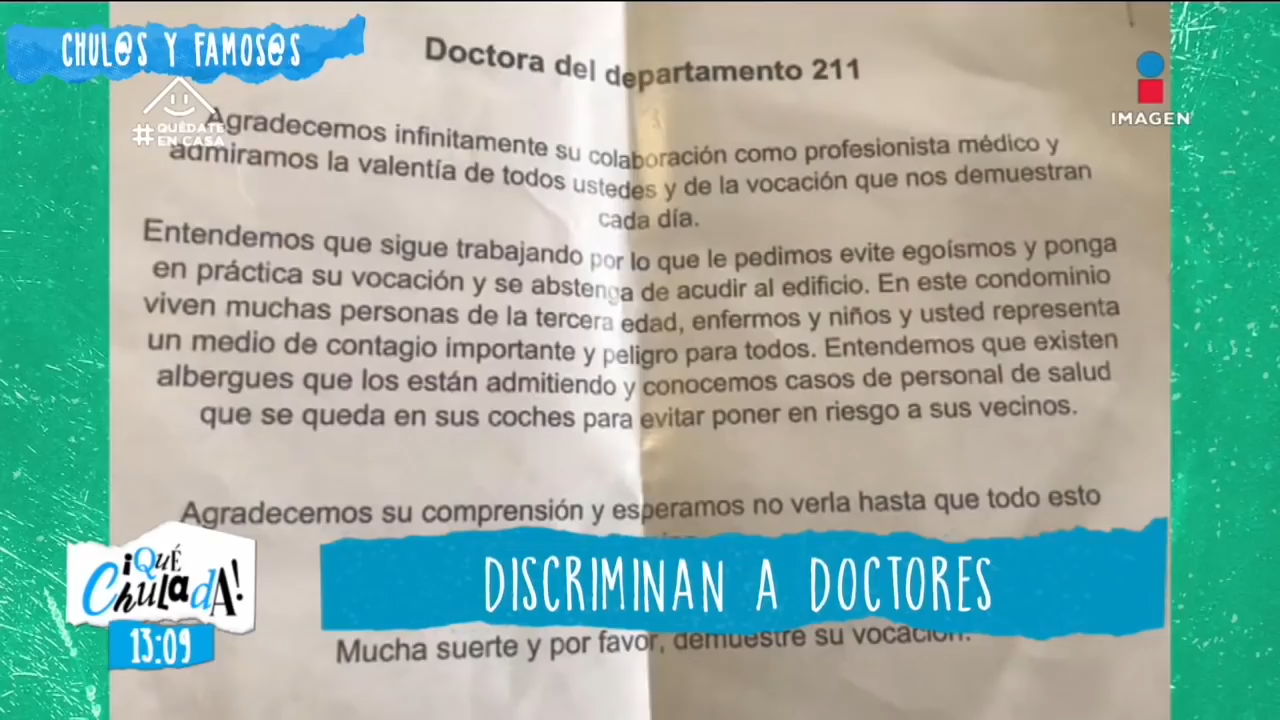 CHUL@S Y FAMOS@S
#QUÉDATE
EN CASA
IMAGEN
Doctora del departamento 211
Agradecemos infinitamente su colaboración como profesionista médico y
admiramos la valentía de todos ustedes y de la vocación que nos demuestran
cada día.
Entendemos que sigue trabajando por lo que le pedimos evite egoísmos y ponga
en práctica su vocación y se abstenga de acudir al edificio. En este condominio
viven muchas personas de la tercera edad, enfermos y niños y usted representa
un medio de contagio importante y peligro para todos. Entendemos que existen
albergues que los están admitiendo y conocemos casos de personal de salud
que se queda en sus coches para evitar poner en riesgo a sus vecinos.
Agradecemos su comprensión y esperamos no verla hasta que todo esto
¡QUÉ
CHULADA!
13:09
DISCRIMINAN A DOCTORES
Mucha suerte y por favor, demuestre su vocación.